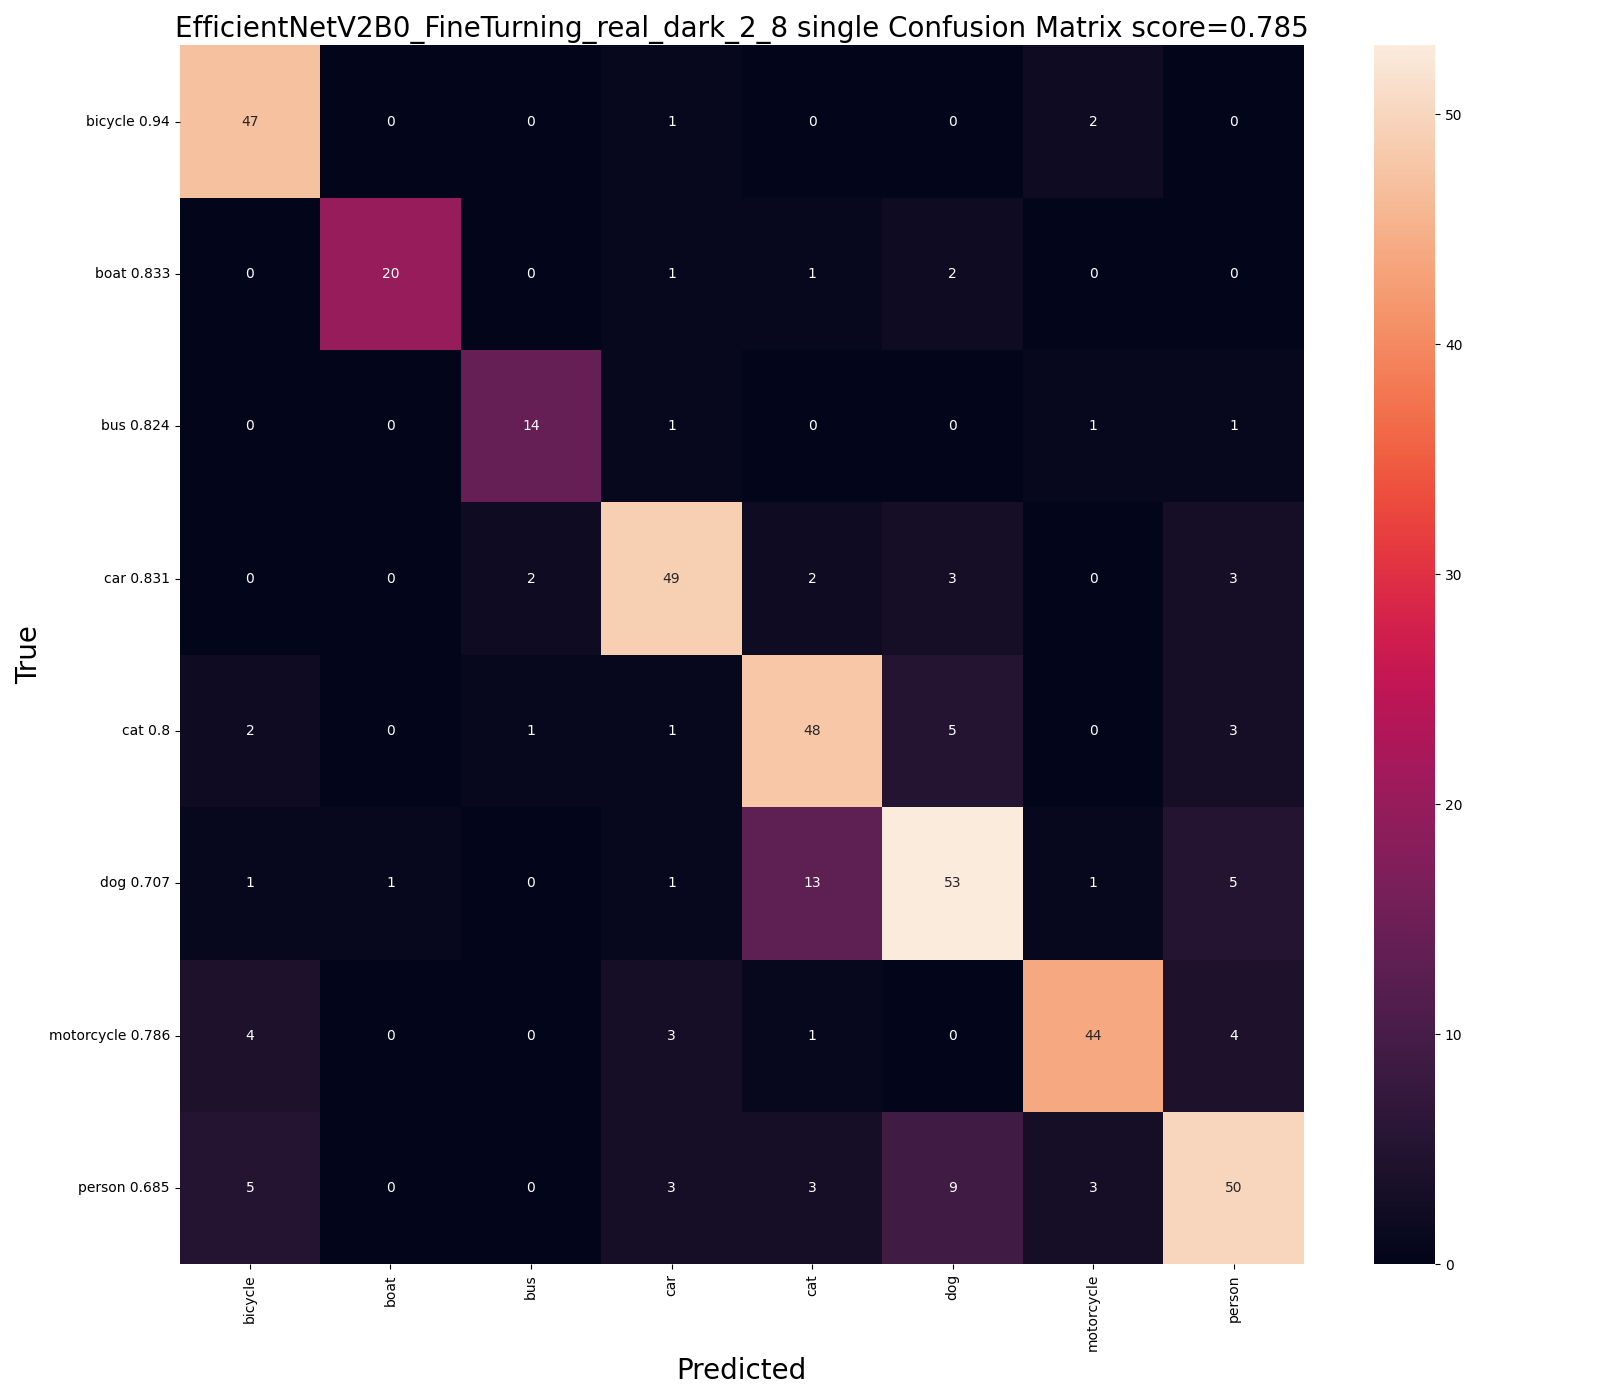 EfficientNetV2B0_FineTurning_real_dark_2_8 single Confusion Matrix score=0.785
bicycle 0.94 47 0 0 1 0 0 2 0
boat 0.833 0 20 0 1 1 2 0 0
bus 0.824 0 0 14 1 0 0 1 1
car 0.831 0 0 2 49 2 3 0 3
cat 0.8 2 0 1 1 48 5 0 3
dog 0.707 1 1 0 1 13 53 1 5
motorcycle 0.786 4 0 0 3 1 0 44 4
person 0.685 5 0 0 3 3 9 3 50
True
bicycle boat bus car cat dog motorcycle person
Predicted
50
40
30
20
10
0